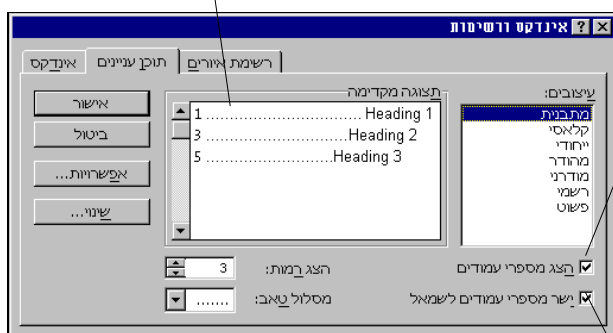 אינדקס ורשימות
אינדקס
תוכן עניינים
רשימת איורים
עיצובים:
מתבנית
קלאסי
ייחודי
מהודר
מודרני
רשמי
פשוט
תצוגה מקדימה
Heading 1 ........................ 1
Heading 2 ........................ 3
Heading 3 ........................ 5
אישור
ביטול
אפשרויות...
שינוי...
הצג מספרי עמודים
ישר מספרי עמודים לשמאל
הצג רמות: 3
מסלול טאב: .......